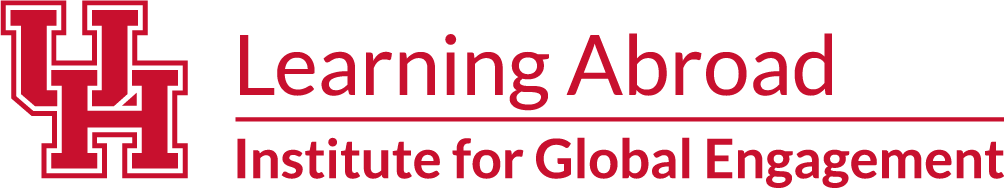 UH
Learning Abroad
Institute for Global Engagement